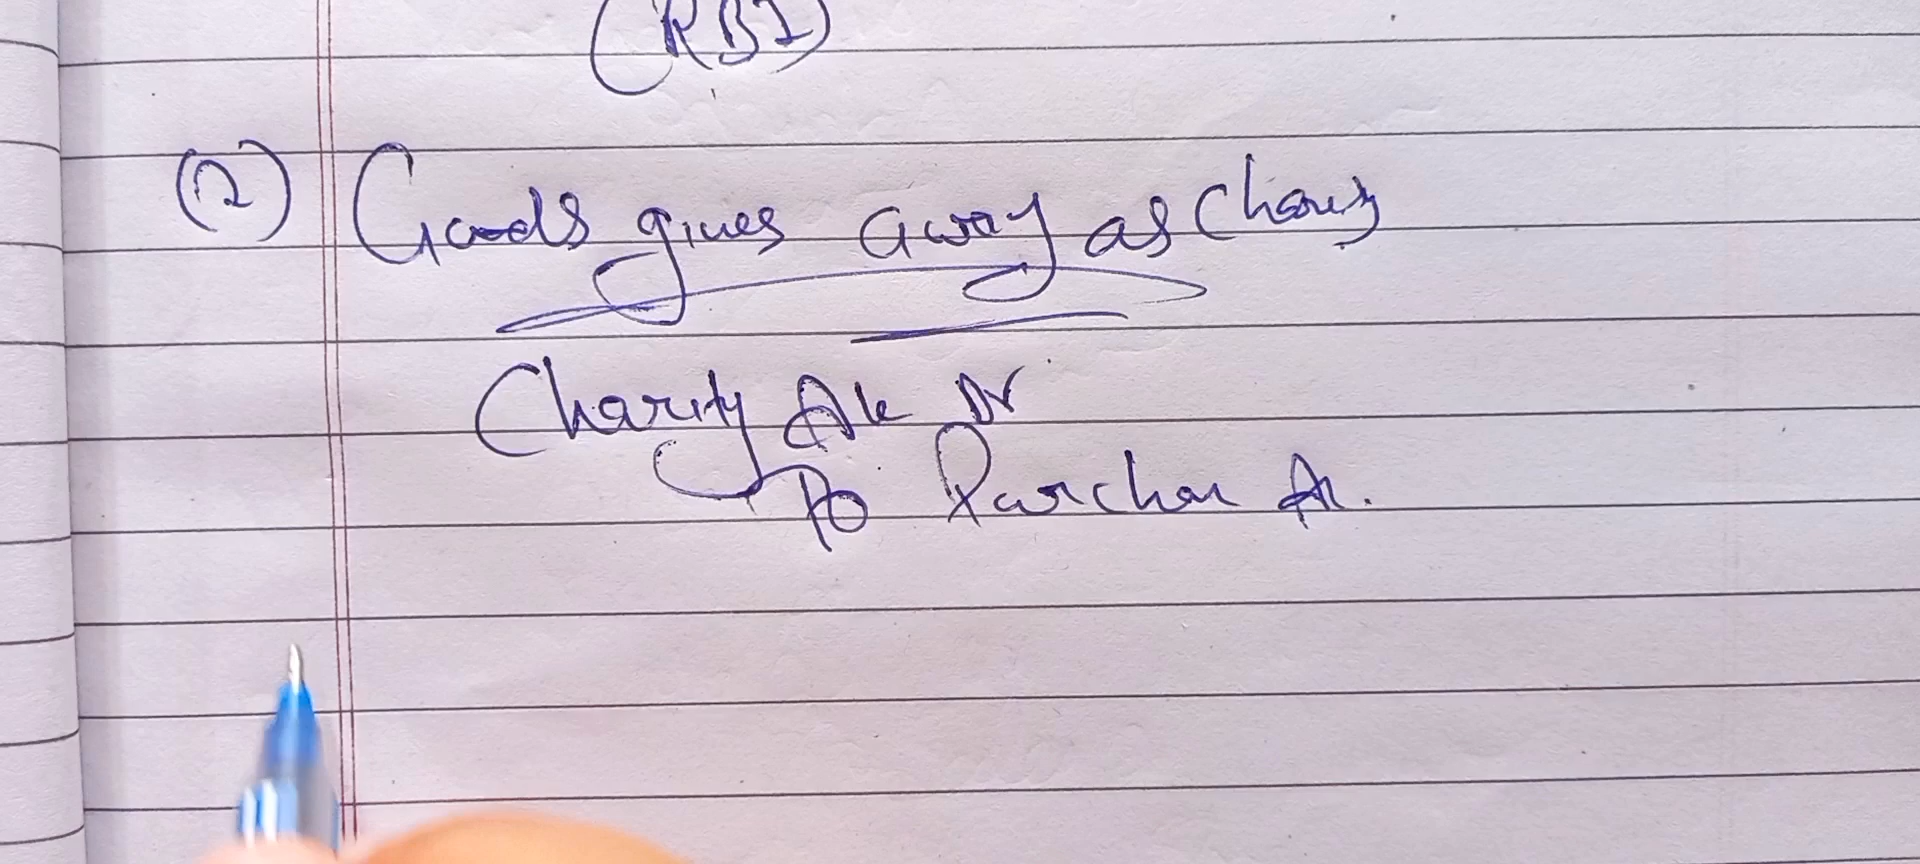 (RBI)
(2) Goods gives away as Charity
Charity A/c Dr
To Purchase A/c.